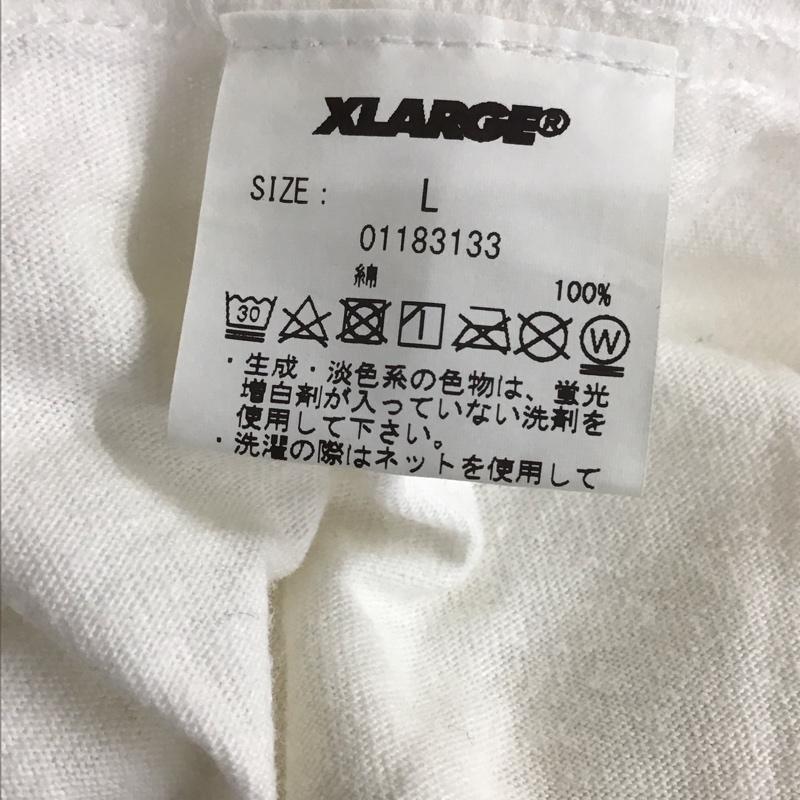 XLARGE®
SIZE: L
01183133
綿 100%
30 W
・生成・淡色系の色物は、蛍光
増白剤が入っていない洗剤を
使用して下さい。
・洗濯の際はネットを使用して